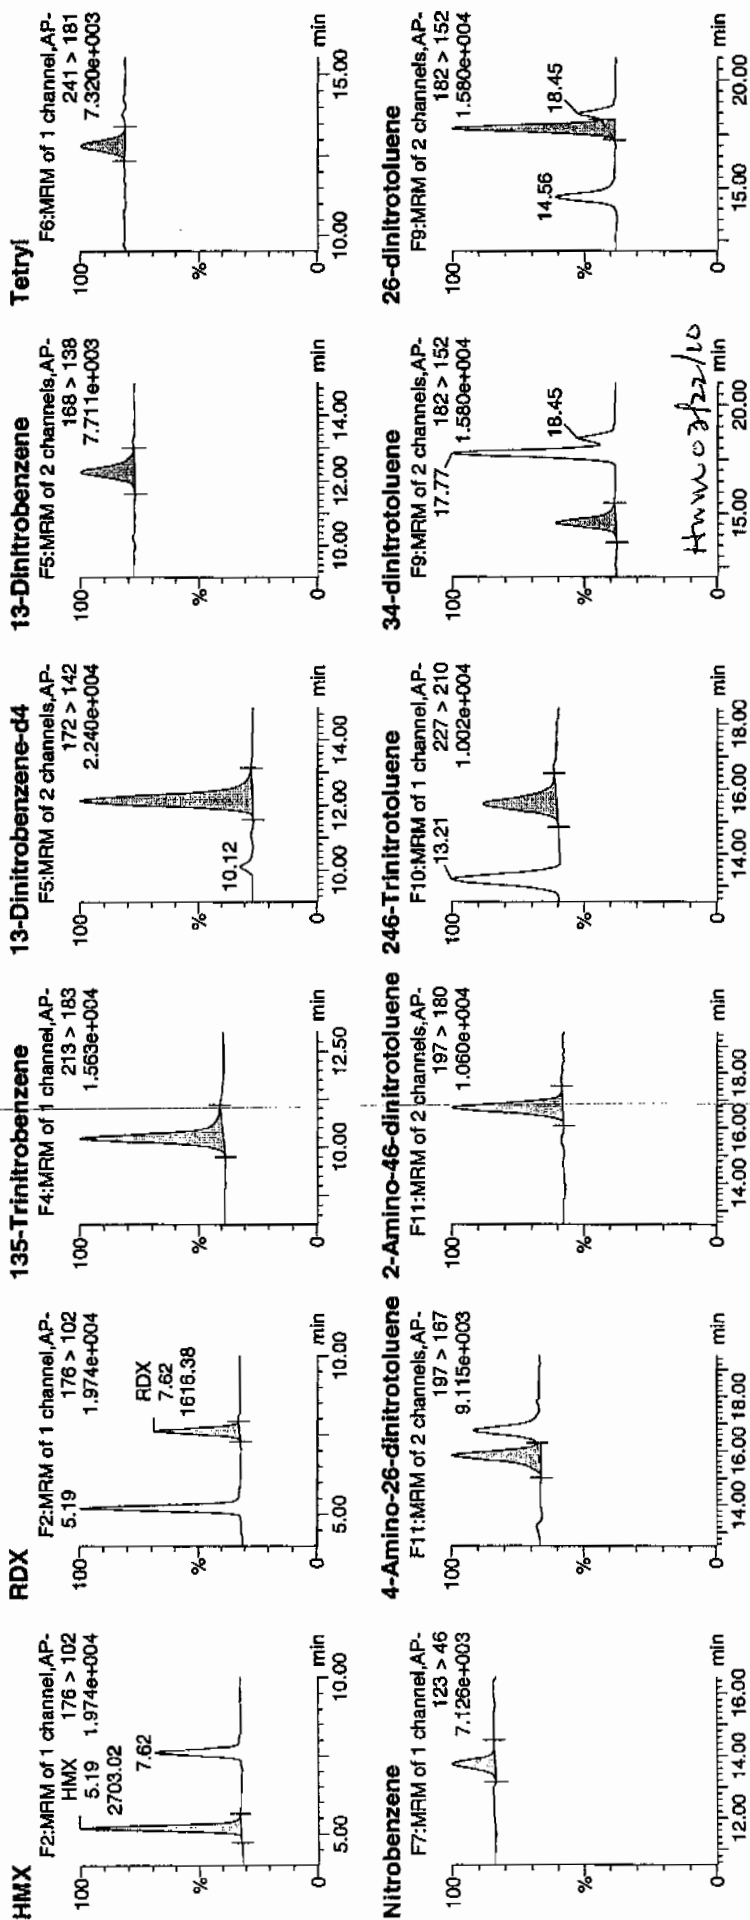 HMX
F2:MRM of 1 channel,AP-
176 > 102
1.974e+004
HMX
5.19
2703.02
7.62
100
%
0
5.00
10.00
min
RDX
F2:MRM of 1 channel,AP-
176 > 102
1.974e+004
5.19
RDX
7.62
1616.38
100
%
0
5.00
10.00
min
135-Trinitrobenzene
F4:MRM of 1 channel,AP-
213 > 183
1.563e+004
100
%
0
10.00
12.50
min
13-Dinitrobenzene-d4
F5:MRM of 2 channels,AP-
172 > 142
2.240e+004
10.12
100
%
0
10.00
12.00
14.00
min
13-Dinitrobenzene
F5:MRM of 2 channels,AP-
168 > 138
7.711e+003
100
%
0
10.00
12.00
14.00
min
Tetryl
F6:MRM of 1 channel,AP-
241 > 181
7.320e+003
100
%
0
10.00
15.00
min
Nitrobenzene
F7:MRM of 1 channel,AP-
123 > 46
7.126e+003
100
%
0
12.00
14.00
16.00
min
4-Amino-26-dinitrotoluene
F11:MRM of 2 channels,AP-
197 > 167
9.115e+003
100
%
0
14.00
16.00
18.00
min
2-Amino-46-dinitrotoluene
F11:MRM of 2 channels,AP-
197 > 180
1.060e+004
100
%
0
14.00
16.00
18.00
min
246-Trinitrotoluene
F10:MRM of 1 channel,AP-
227 > 210
1.002e+004
13.21
100
%
0
14.00
16.00
18.00
min
34-dinitrotoluene
F9:MRM of 2 channels,AP-
182 > 152
1.580e+004
17.77
18.45
100
%
0
15.00
20.00
min
03/22/10
26-dinitrotoluene
F9:MRM of 2 channels,AP-
182 > 152
1.580e+004
14.56
18.45
100
%
0
15.00
20.00
min